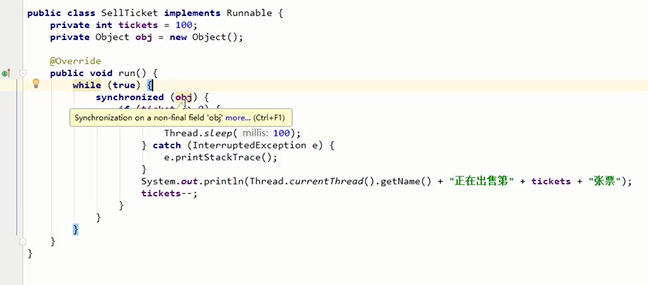 public class SellTicket implements Runnable {
private int tickets = 100;
private Object obj = new Object();
@Override
public void run() {
while (true) {
synchronized (obj) {
Synchronization on a non-final field 'obj' more... (Ctrl+F1)
Thread.sleep( millis: 100);
} catch (InterruptedException e) {
e.printStackTrace();
}
System.out.println(Thread.currentThread().getName() + "正在出售第" + tickets + "张票");
tickets--;
}
}
}
}
}